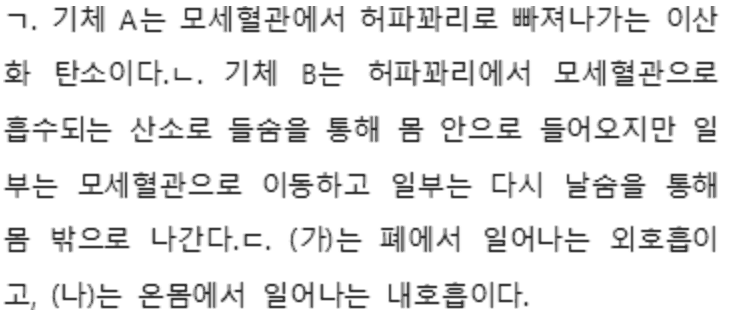 ㄱ. 기체 A는 모세혈관에서 허파꽈리로 빠져나가는 이산
화 탄소이다.ㄴ. 기체 B는 허파꽈리에서 모세혈관으로
흡수되는 산소로 들숨을 통해 몸 안으로 들어오지만 일
부는 모세혈관으로 이동하고 일부는 다시 날숨을 통해
몸 밖으로 나간다.ㄷ. (가)는 폐에서 일어나는 외호흡이
고, (나)는 온몸에서 일어나는 내호흡이다.